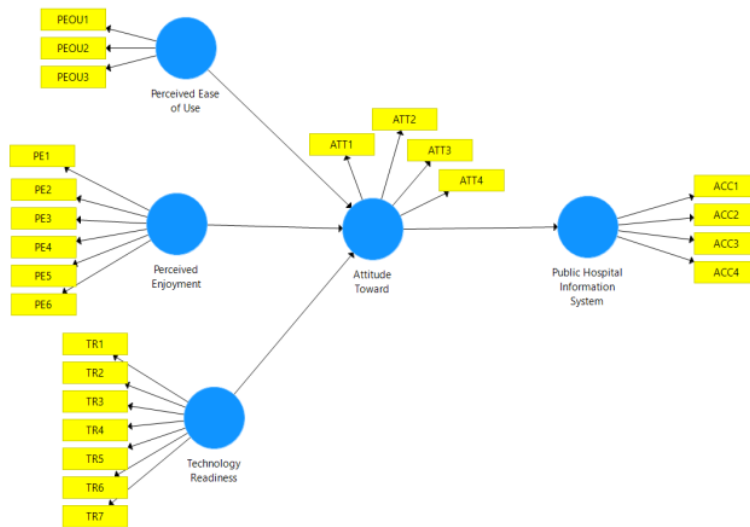 PEOU1
PEOU2
PEOU3
Perceived Ease
of Use
ATT1
ATT2
ATT3
ATT4
PE1
PE2
PE3
PE4
PE5
PE6
Perceived
Enjoyment
Attitude
Toward
ACC1
ACC2
ACC3
ACC4
Public Hospital
Information
System
TR1
TR2
TR3
TR4
TR5
TR6
TR7
Technology
Readiness